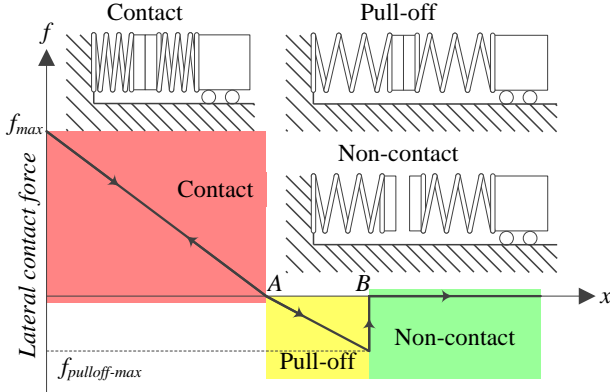 Contact
Pull-off
f
f_max
Non-contact
Contact
Lateral contact force
A
B
x
Non-contact
Pull-off
f_pulloff-max